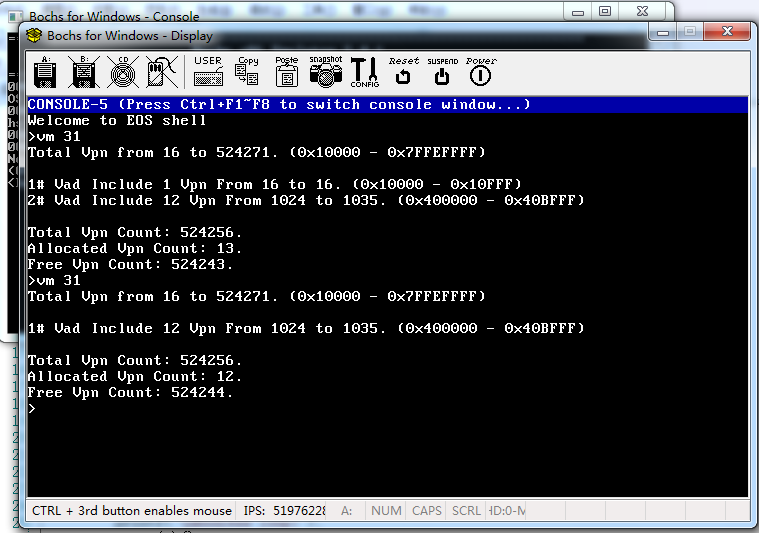 Bochs for Windows - Console
Bochs for Windows - Display
A: B: CD USER Copy Paste snapshot CONFIG Reset SUSPEND Power
CONSOLE-5 (Press Ctrl+F1~F8 to switch console window...)
Welcome to EOS shell
>vm 31
Total Vpn from 16 to 524271. (0x10000 - 0x7FFEFFFF)
1# Vad Include 1 Vpn From 16 to 16. (0x10000 - 0x10FFF)
2# Vad Include 12 Vpn From 1024 to 1035. (0x400000 - 0x40BFFF)
Total Vpn Count: 524256.
Allocated Vpn Count: 13.
Free Vpn Count: 524243.
>vm 31
Total Vpn from 16 to 524271. (0x10000 - 0x7FFEFFFF)
1# Vad Include 12 Vpn From 1024 to 1035. (0x400000 - 0x40BFFF)
Total Vpn Count: 524256.
Allocated Vpn Count: 12.
Free Vpn Count: 524244.
>
CTRL + 3rd button enables mouse IPS: 51976228 A: NUM CAPS SCRL HD:0-M